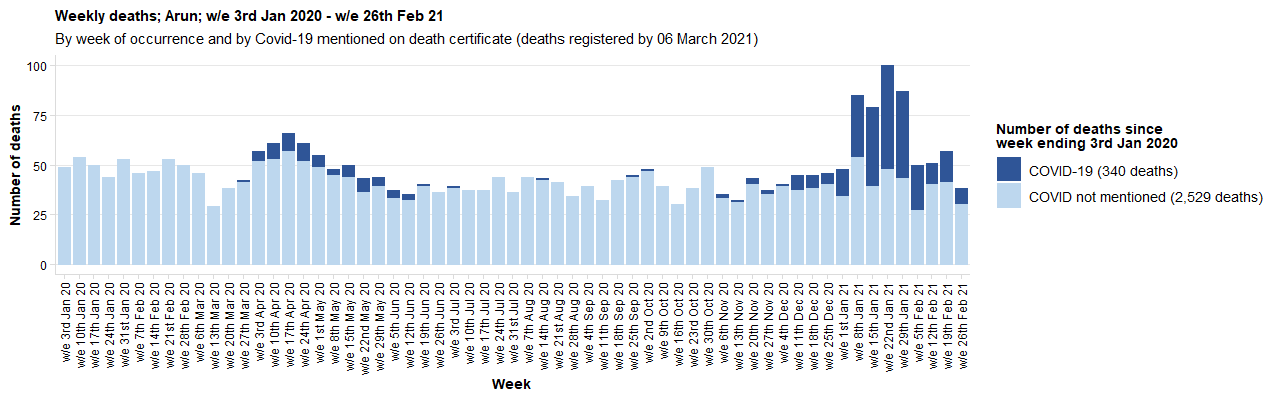 Weekly deaths; Arun; w/e 3rd Jan 2020 - w/e 26th Feb 21
By week of occurrence and by Covid-19 mentioned on death certificate (deaths registered by 06 March 2021)
Number of deaths
100
75
50
25
0
w/e 3rd Jan 20
w/e 10th Jan 20
w/e 17th Jan 20
w/e 24th Jan 20
w/e 31st Jan 20
w/e 7th Feb 20
w/e 14th Feb 20
w/e 21st Feb 20
w/e 28th Feb 20
w/e 6th Mar 20
w/e 13th Mar 20
w/e 20th Mar 20
w/e 27th Mar 20
w/e 3rd Apr 20
w/e 10th Apr 20
w/e 17th Apr 20
w/e 24th Apr 20
w/e 1st May 20
w/e 8th May 20
w/e 15th May 20
w/e 22nd May 20
w/e 29th May 20
w/e 5th Jun 20
w/e 12th Jun 20
w/e 19th Jun 20
w/e 26th Jun 20
w/e 3rd Jul 20
w/e 10th Jul 20
w/e 17th Jul 20
w/e 24th Jul 20
w/e 31st Jul 20
w/e 7th Aug 20
w/e 14th Aug 20
w/e 21st Aug 20
w/e 28th Aug 20
w/e 4th Sep 20
w/e 11th Sep 20
w/e 18th Sep 20
w/e 25th Sep 20
w/e 2nd Oct 20
w/e 9th Oct 20
w/e 16th Oct 20
w/e 23rd Oct 20
w/e 30th Oct 20
w/e 6th Nov 20
w/e 13th Nov 20
w/e 20th Nov 20
w/e 27th Nov 20
w/e 4th Dec 20
w/e 11th Dec 20
w/e 18th Dec 20
w/e 25th Dec 20
w/e 1st Jan 21
w/e 8th Jan 21
w/e 15th Jan 21
w/e 22nd Jan 21
w/e 29th Jan 21
w/e 5th Feb 21
w/e 12th Feb 21
w/e 19th Feb 21
w/e 26th Feb 21
Week
Number of deaths since
week ending 3rd Jan 2020
COVID-19 (340 deaths)
COVID not mentioned (2,529 deaths)